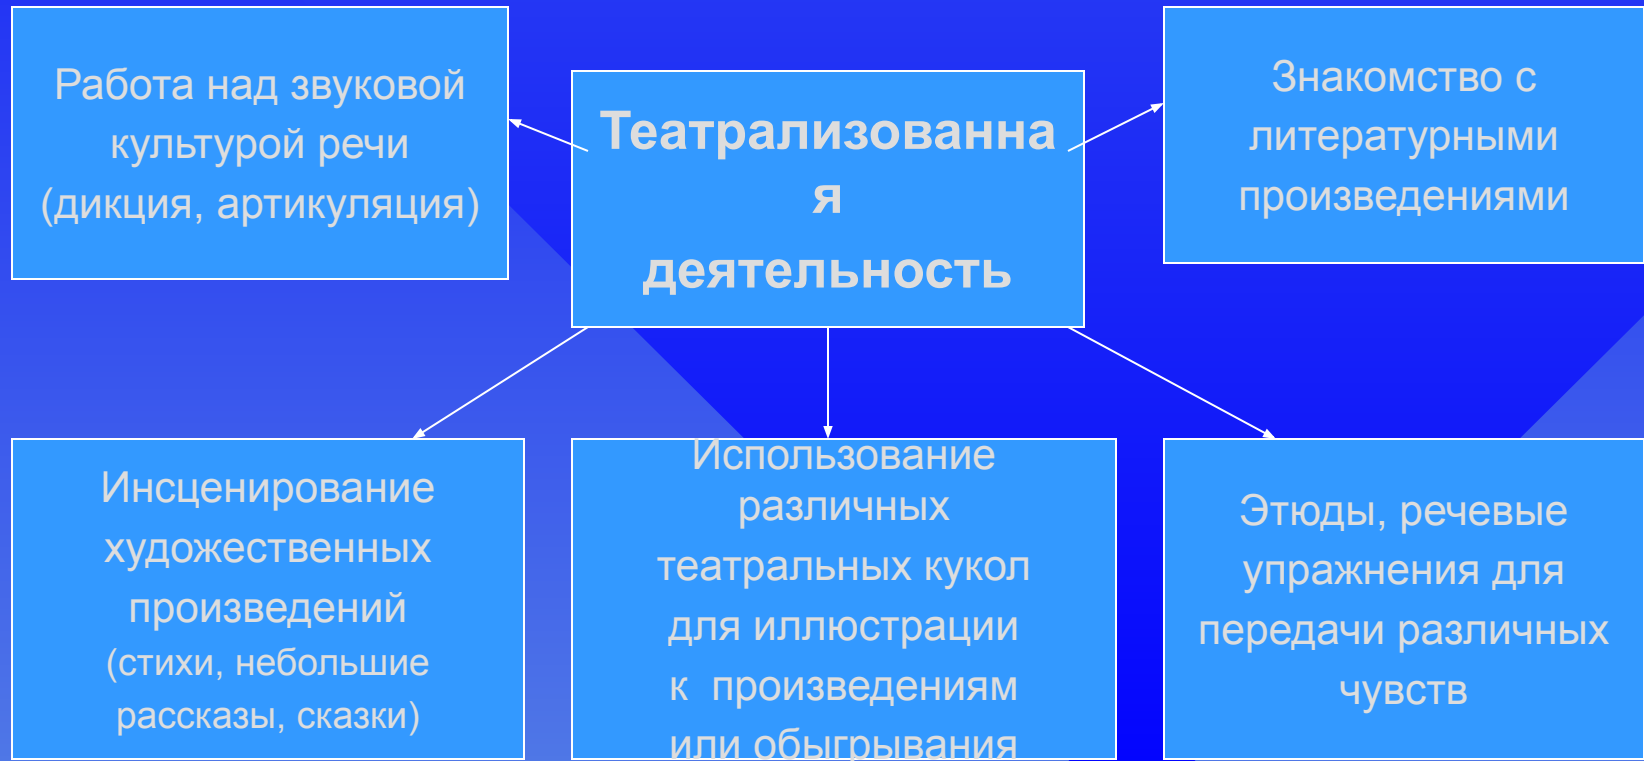 Работа над звуковой
культурой речи
(дикция, артикуляция)
Театрализованна
я
деятельность
Знакомство с
литературными
произведениями
Инсценирование
художественных
произведений
(стихи, небольшие
рассказы, сказки)
Использование
различных
театральных кукол
для иллюстрации
к произведениям
или обыгрывания
Этюды, речевые
упражнения для
передачи различных
чувств